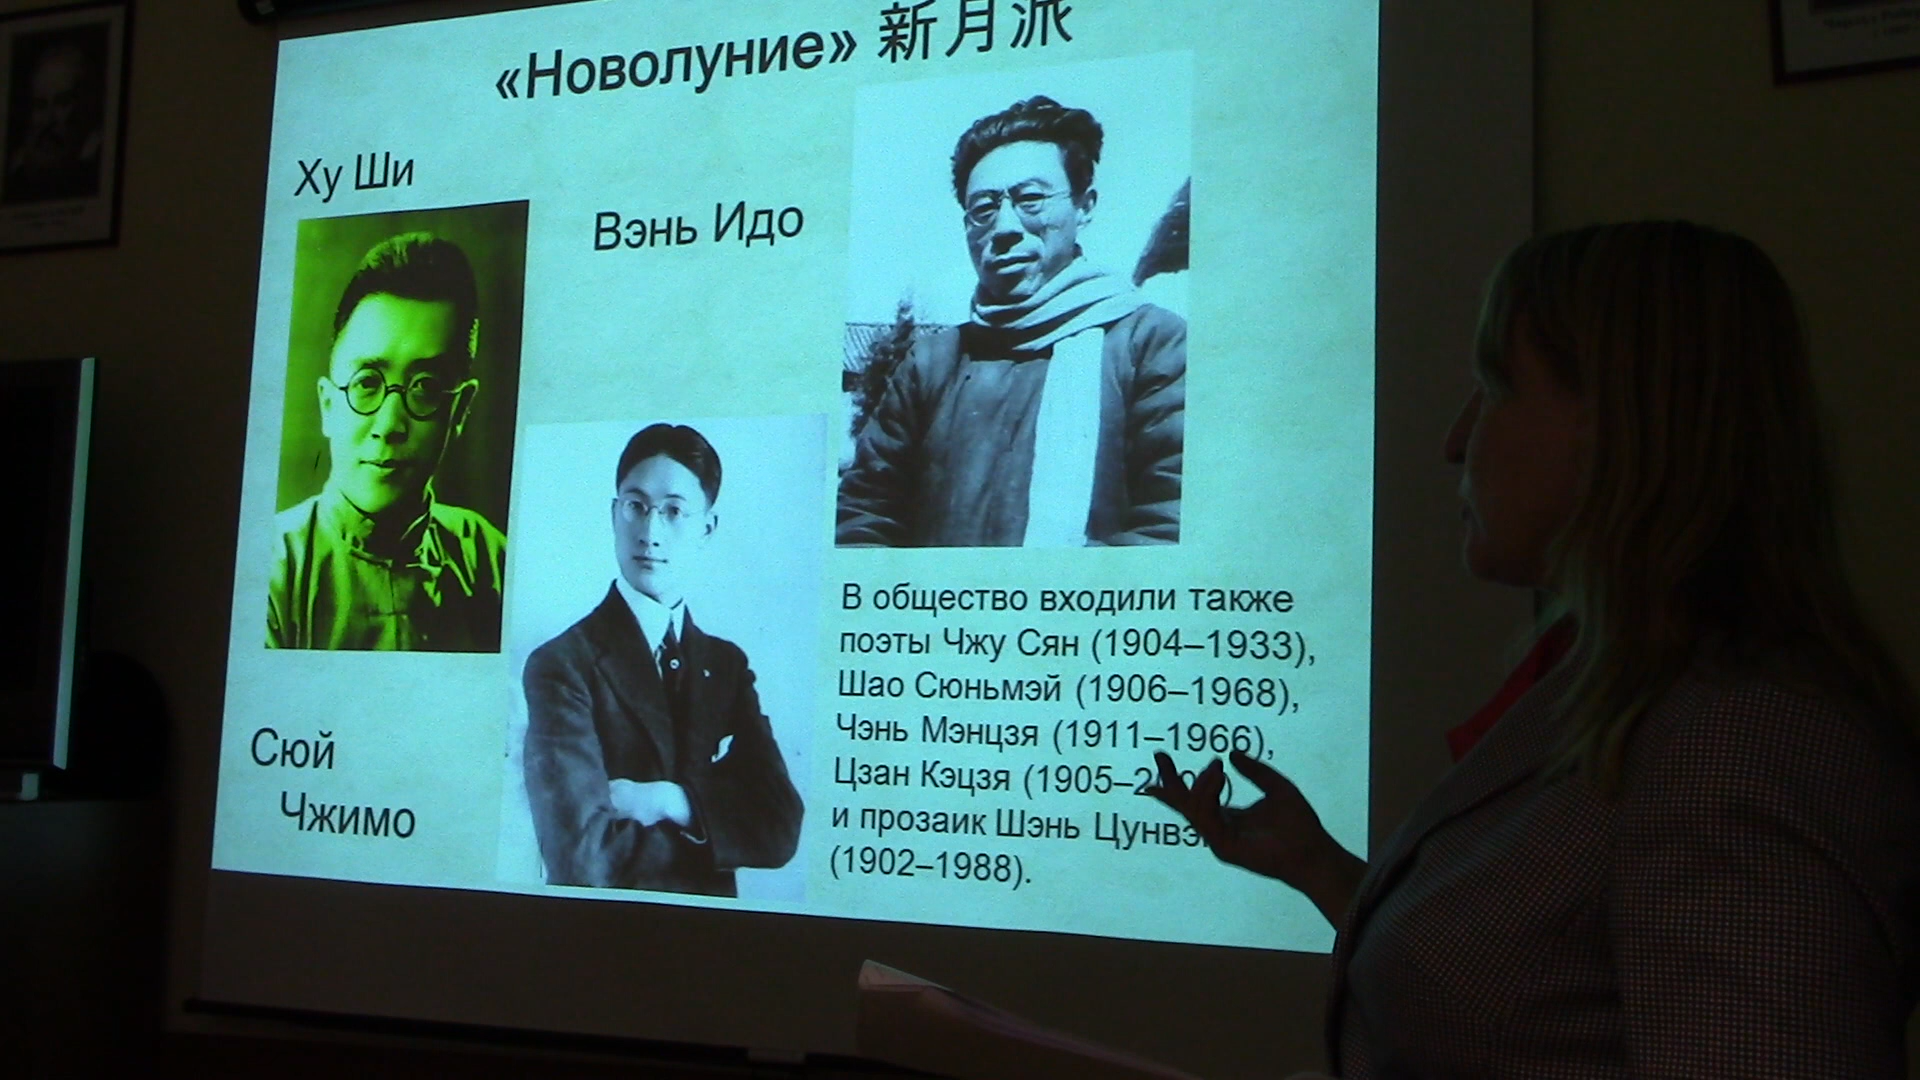 «Новолуние» 新月派
Ху Ши
Вэнь Идо
Сюй
Чжимо
В общество входили также
поэты Чжу Сян (1904–1933),
Шао Сюньмэй (1906–1968),
Чэнь Мэнцзя (1911–1966),
Цзан Кэцзя
и прозаик Шэнь
(1902–1988).